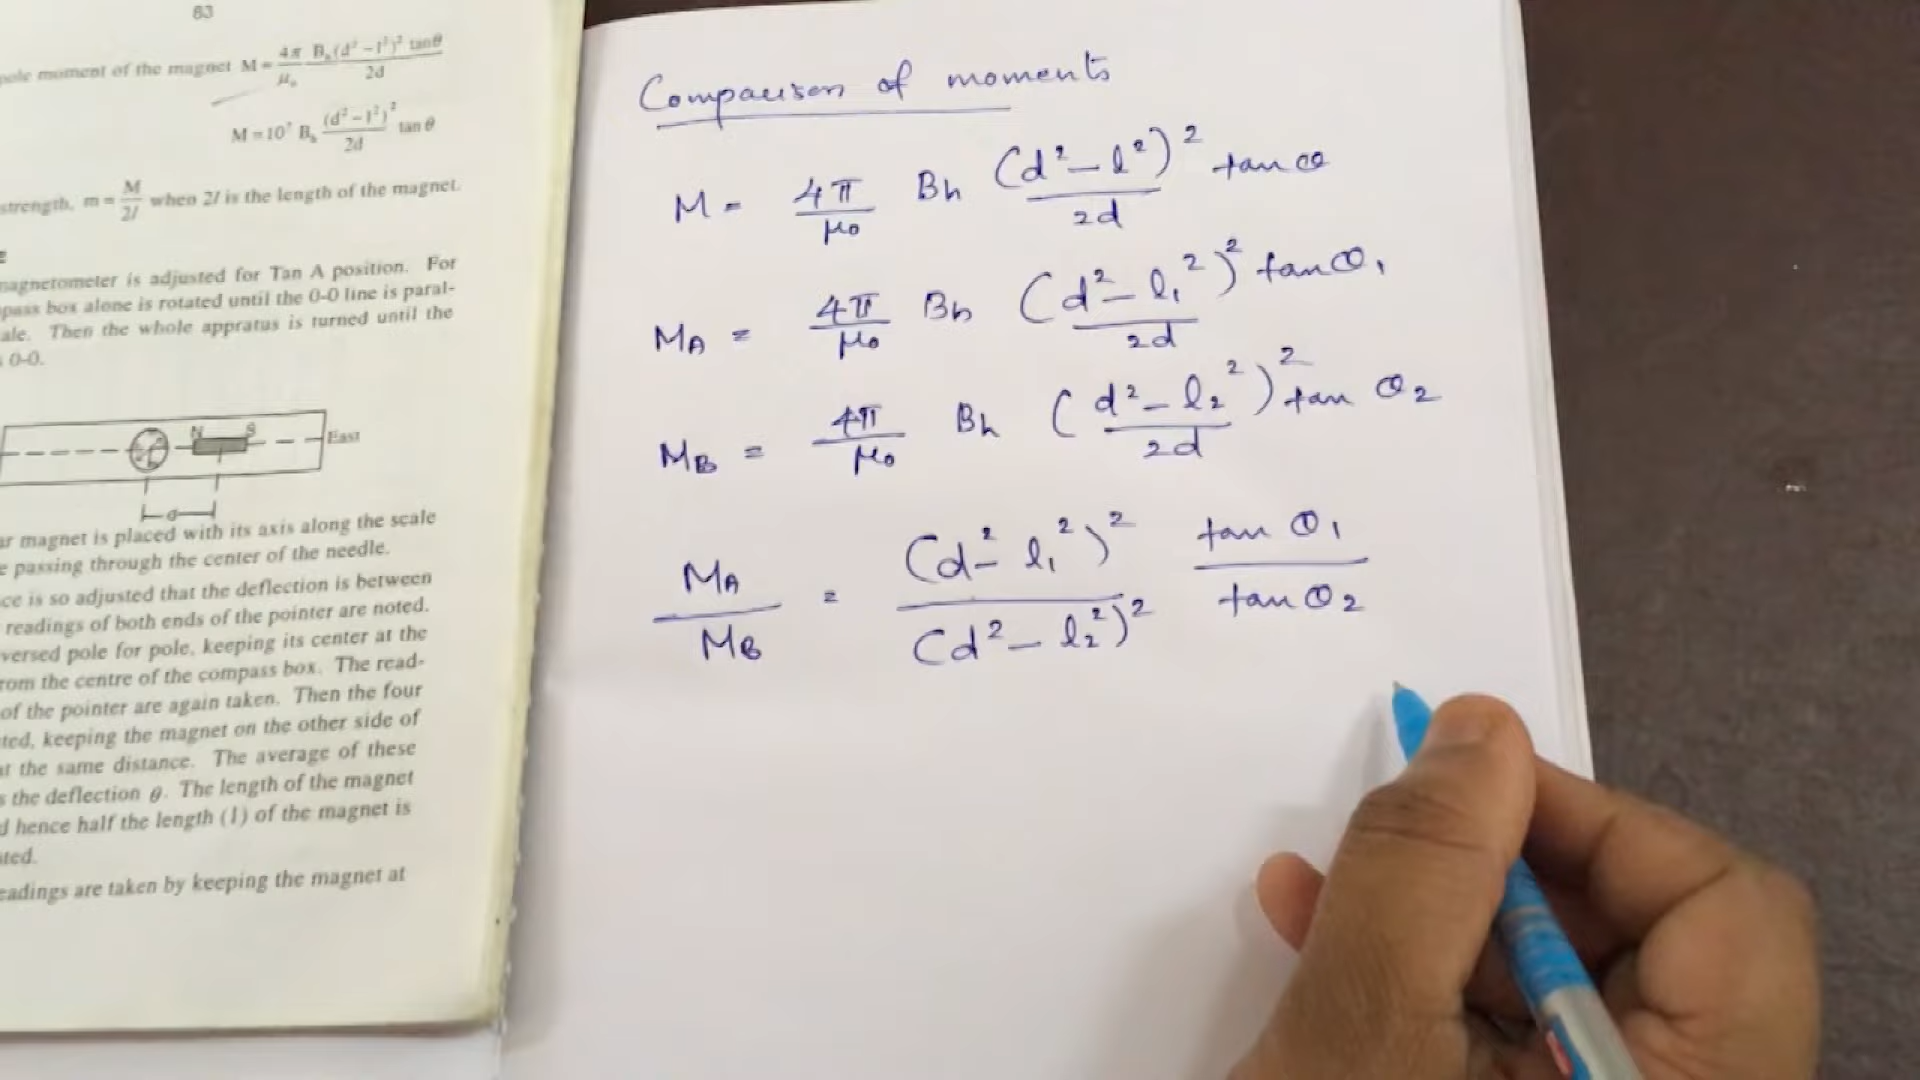 83
pole moment of the magnet M = 4π/μ₀ Bₕ(d² − l²)² tanθ/2d
M = 10⁷ Bₕ (d² − l²)²/2d tan θ
strength, m = M/2l when 2l is the length of the magnet.
magnetometer is adjusted for Tan A position. For
pass box alone is rotated until the 0-0 line is paral-
ale. Then the whole appratus is turned until the
0-0.
N S
East
d
ar magnet is placed with its axis along the scale
e passing through the center of the needle.
ce is so adjusted that the deflection is between
readings of both ends of the pointer are noted.
versed pole for pole, keeping its center at the
rom the centre of the compass box. The read-
of the pointer are again taken. Then the four
ted, keeping the magnet on the other side of
at the same distance. The average of these
s the deflection θ. The length of the magnet
d hence half the length (l) of the magnet is
ated.
eadings are taken by keeping the magnet at
Comparison of moments
M = 4π/μ₀ Bh (d² − l²)²/2d tan θ
MA = 4π/μ₀ Bh (d² − l₁²)²/2d tan θ₁
MB = 4π/μ₀ Bh (d² − l₂²)²/2d tan θ₂
MA/MB = (d² − l₁²)²/(d² − l₂²)² tan θ₁/tan θ₂